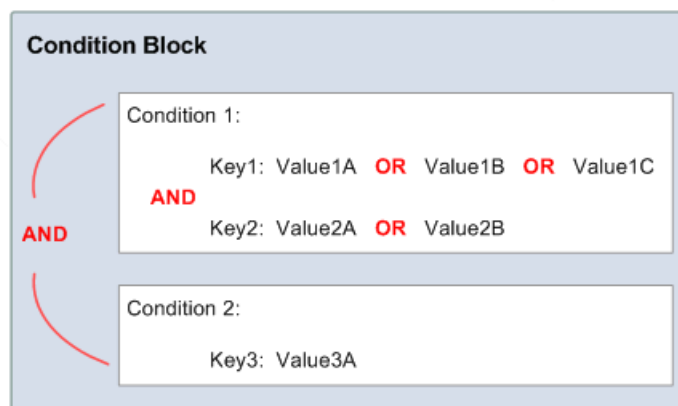 Condition Block
Condition 1:
Key1: Value1A OR Value1B OR Value1C
AND
Key2: Value2A OR Value2B
AND
Condition 2:
Key3: Value3A